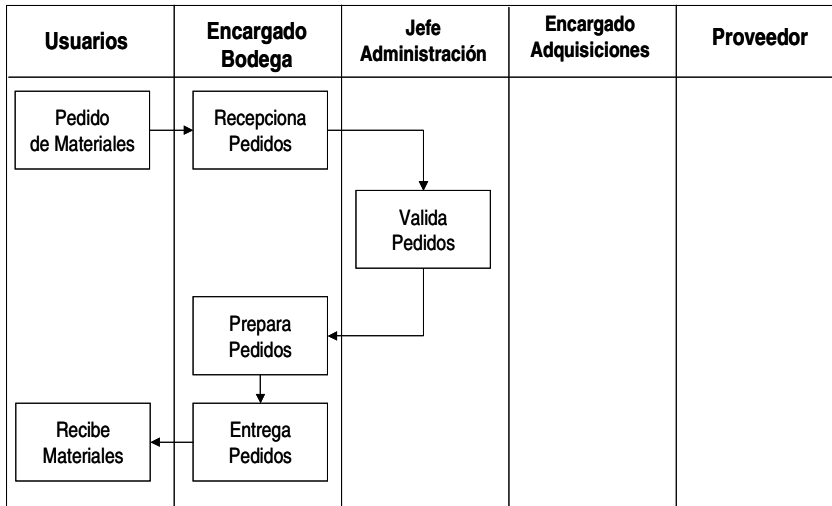 Usuarios
Encargado
Bodega
Jefe
Administración
Encargado
Adquisiciones
Proveedor
Pedido
de Materiales
Recepciona
Pedidos
Valida
Pedidos
Prepara
Pedidos
Recibe
Materiales
Entrega
Pedidos